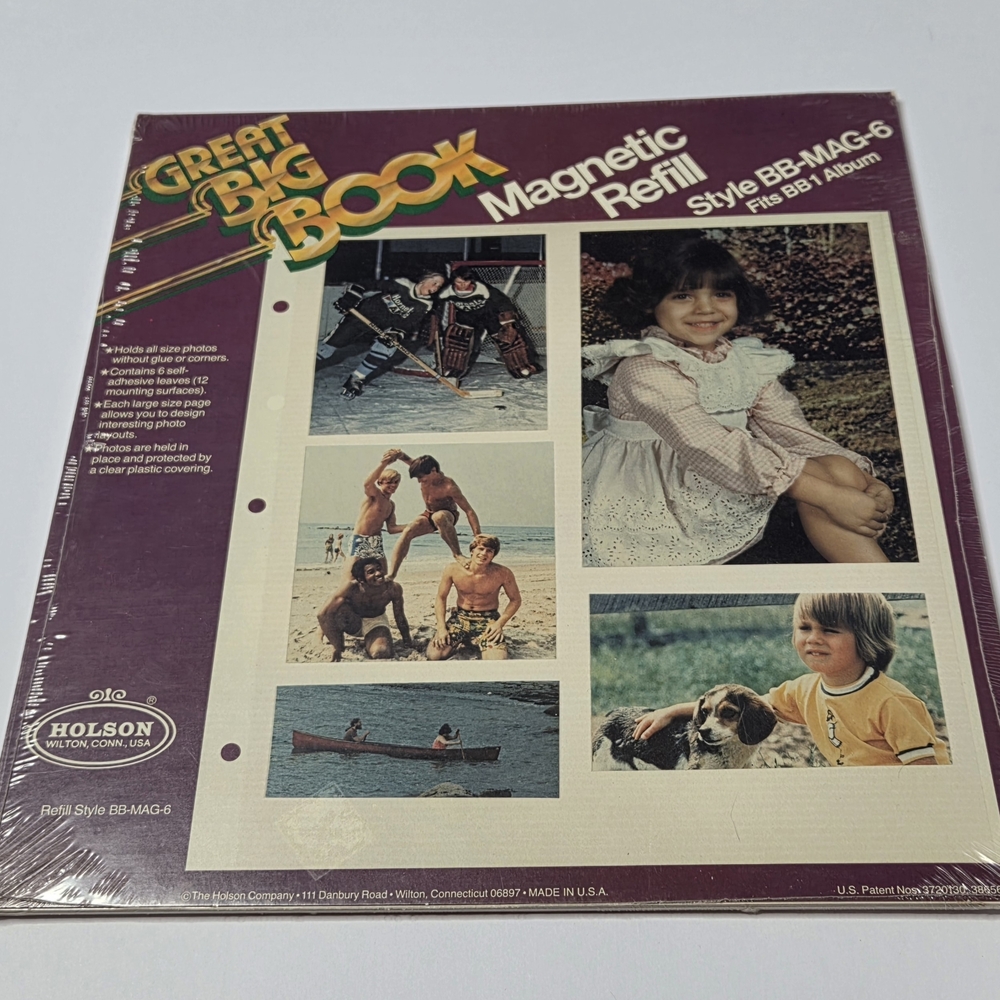 GREAT
BIG
BOOK
Magnetic
Refill
Style BB-MAG-6
Fits BB1 Album
★Holds all size photos
without glue or corners.
★Contains 6 self-
adhesive leaves (12
mounting surfaces).
★Each large size page
allows you to design
interesting photo
layouts.
★Photos are held in
place and protected by
a clear plastic covering.
HOLSON®
WILTON, CONN., USA
Refill Style BB-MAG-6
©The Holson Company • 111 Danbury Road • Wilton, Connecticut 06897 • MADE IN U.S.A.
U.S. Patent Nos. 3720130,